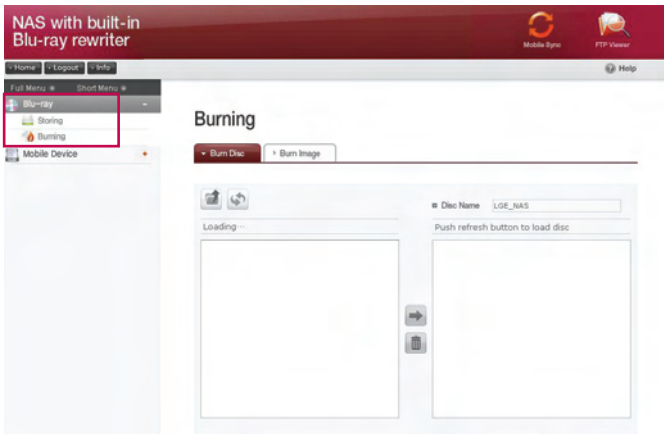 NAS with built-in
Blu-ray rewriter
Mobile Sync
FTP Viewer
Home
Logout
Info
Help
Full Menu
Short Menu
Blu-ray
Storing
Burning
Mobile Device
Burning
Burn Disc
Burn Image
Disc Name
LGE_NAS
Loading...
Push refresh button to load disc